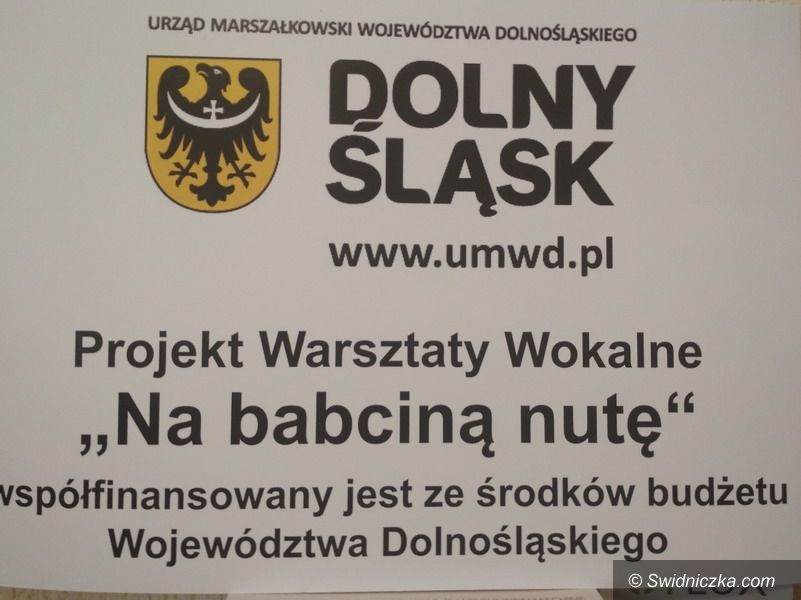 URZĄD MARSZAŁKOWSKI WOJEWÓDZTWA DOLNOŚLĄSKIEGO
DOLNY
ŚLĄSK
www.umwd.pl
Projekt Warsztaty Wokalne
„Na babciną nutę“
współfinansowany jest ze środków budżetu
Województwa Dolnośląskiego
© Swidniczka.com